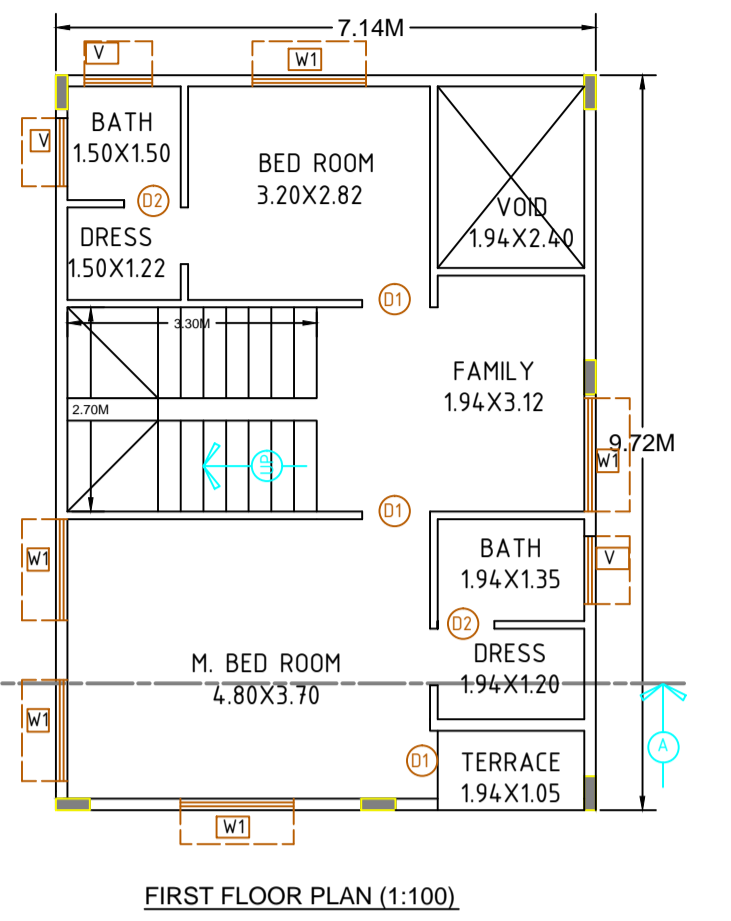 7.14M
V
W1
V
BATH
1.50X1.50
BED ROOM
3.20X2.82
D2
VOID
1.94X2.40
DRESS
1.50X1.22
D1
3.30M
FAMILY
1.94X3.12
2.70M
9.72M
W1
UP
D1
W1
BATH
1.94X1.35
V
D2
M. BED ROOM
4.80X3.70
DRESS
1.94X1.20
W1
A
D1
TERRACE
1.94X1.05
W1
FIRST FLOOR PLAN (1:100)